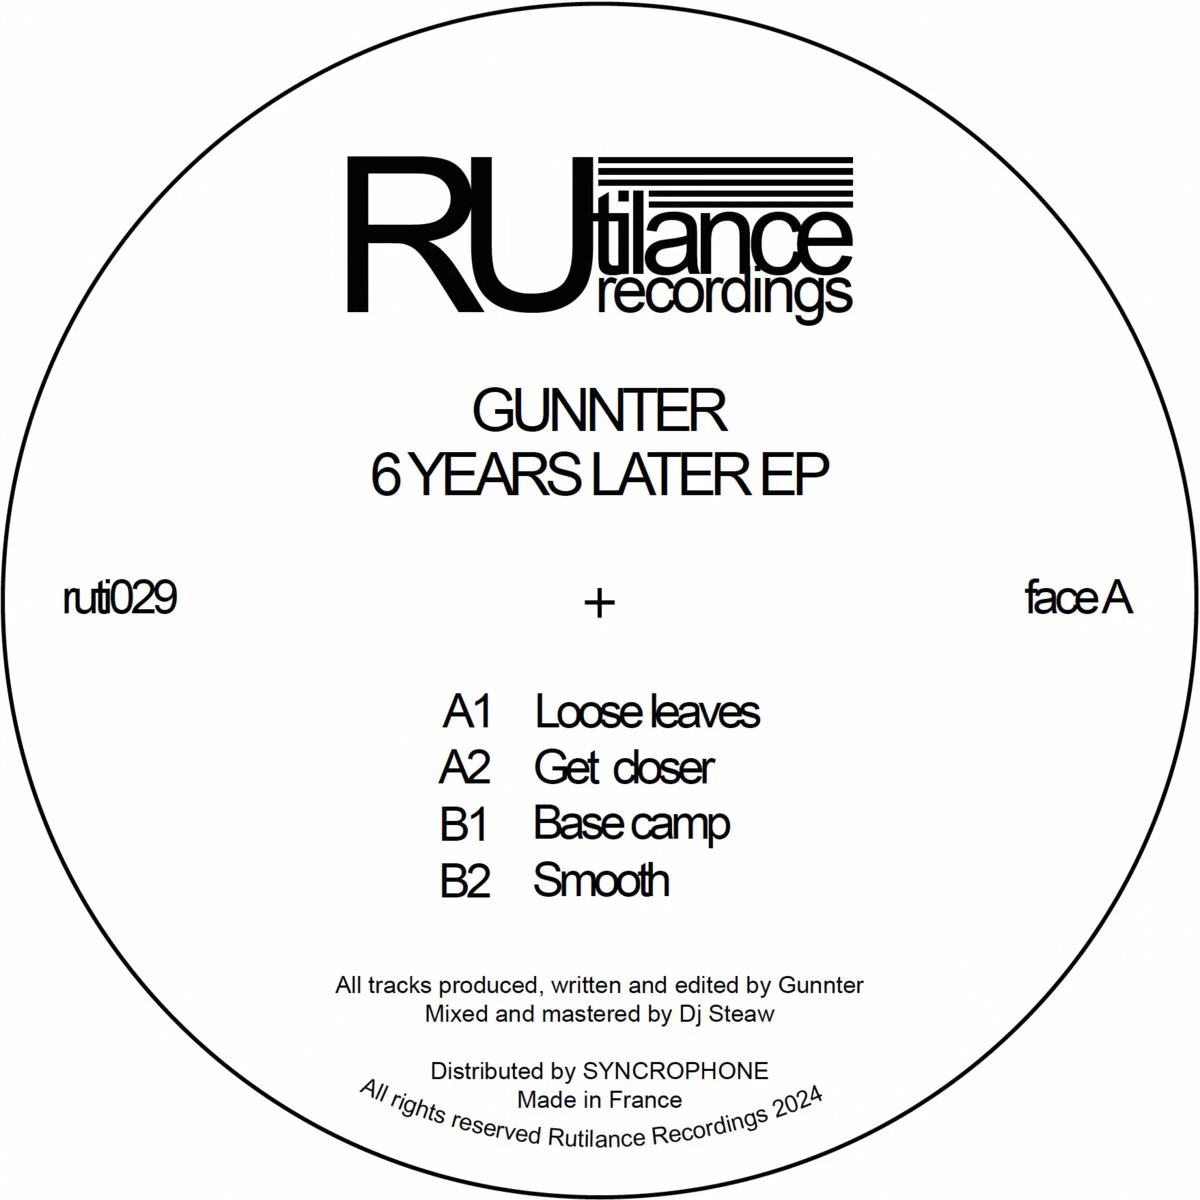 RUtilance
recordings
GUNNTER
6 YEARS LATER EP
ruti029 + face A
A1 Loose leaves
A2 Get closer
B1 Base camp
B2 Smooth
All tracks produced, written and edited by Gunnter
Mixed and mastered by Dj Steaw
Distributed by SYNCROPHONE
Made in France
All rights reserved Rutilance Recordings 2024